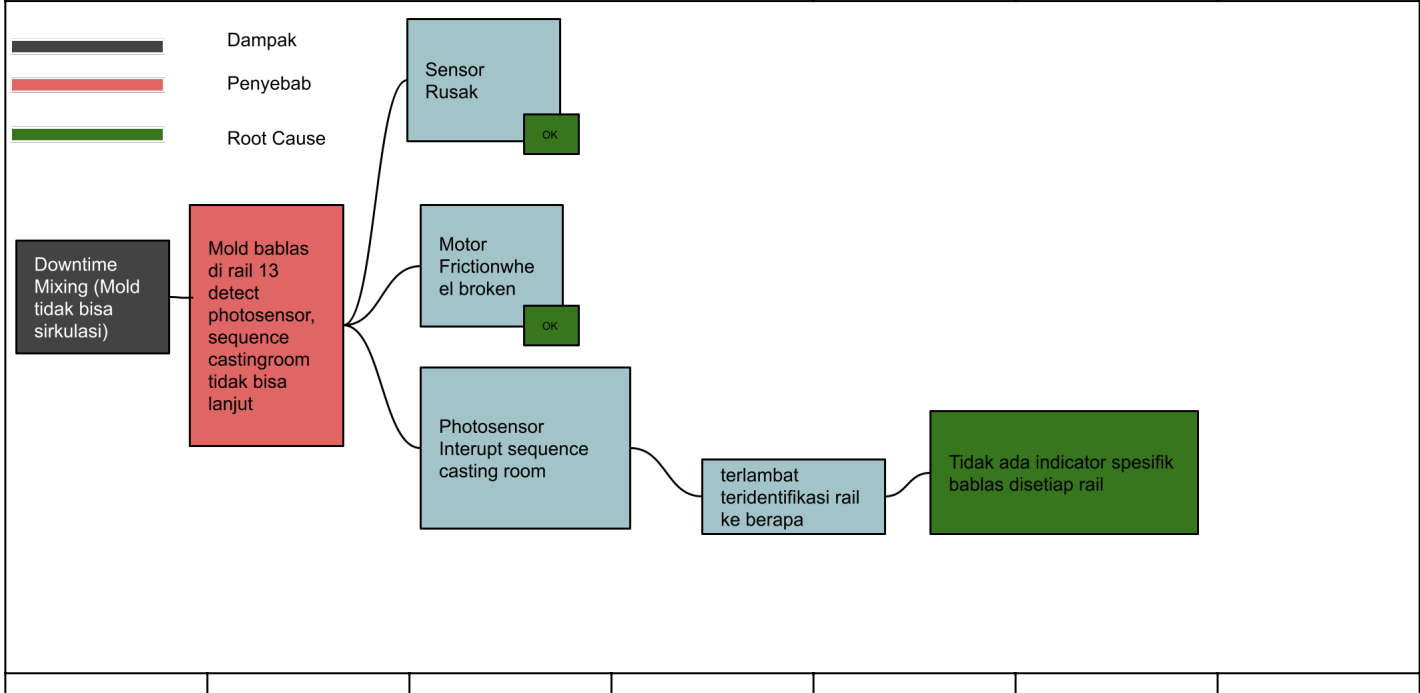 Dampak
Penyebab
Root Cause
Sensor
Rusak
OK
Downtime
Mixing (Mold
tidak bisa
sirkulasi)
Mold bablas
di rail 13
detect
photosensor,
sequence
castingroom
tidak bisa
lanjut
Motor
Frictionwhe
el broken
OK
Photosensor
Interupt sequence
casting room
terlambat
teridentifikasi rail
ke berapa
Tidak ada indicator spesifik
bablas disetiap rail